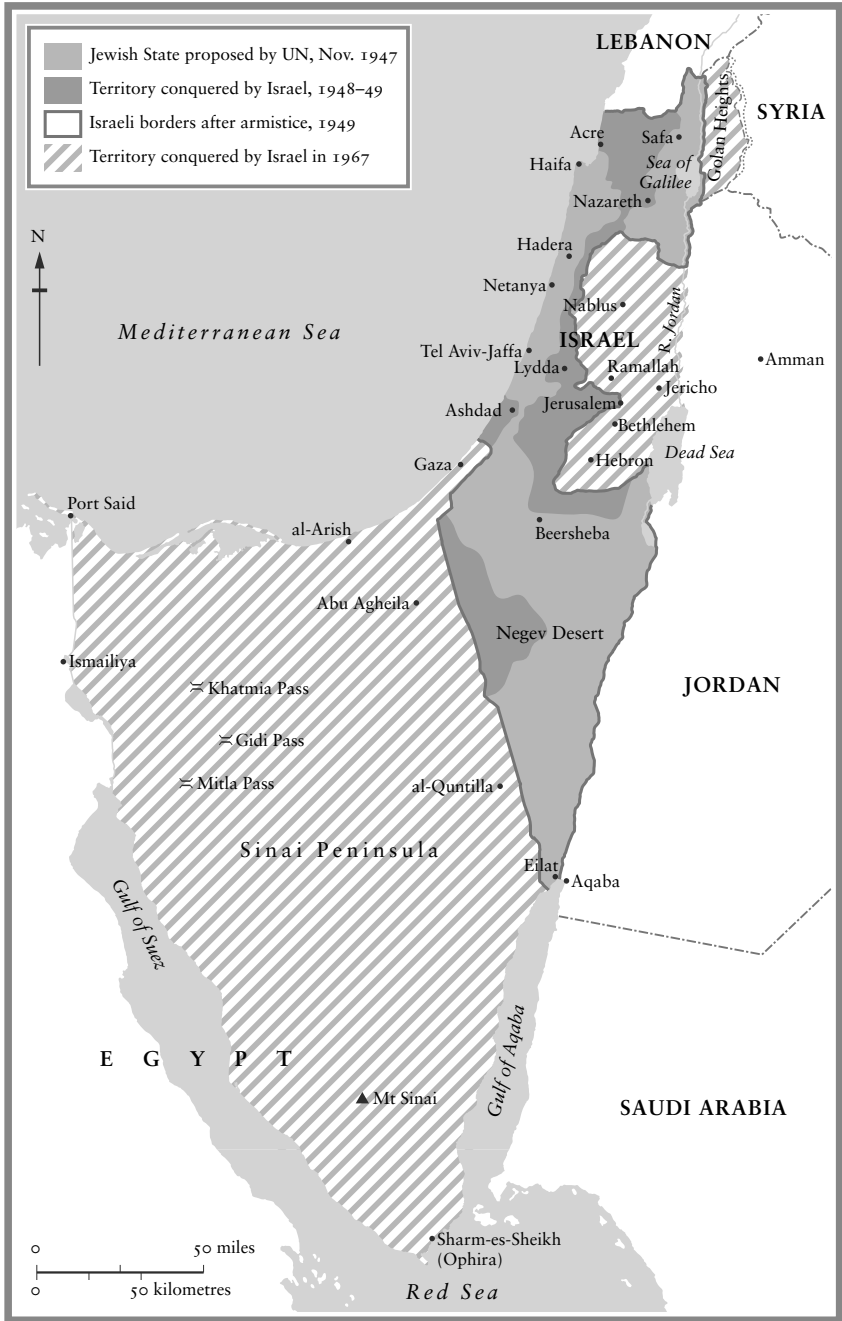 Jewish State proposed by UN, Nov. 1947
Territory conquered by Israel, 1948–49
Israeli borders after armistice, 1949
Territory conquered by Israel in 1967
LEBANON
SYRIA
Golan Heights
Acre
Safa
Haifa
Sea of
Galilee
Nazareth
N
Hadera
Netanya
Nablus
R. Jordan
Mediterranean Sea
ISRAEL
Tel Aviv-Jaffa
Lydda
Ramallah
Amman
Jericho
Ashdad
Jerusalem
Bethlehem
Dead Sea
Gaza
Hebron
Port Said
al-Arish
Beersheba
Abu Agheila
Negev Desert
Ismailiya
Khatmia Pass
JORDAN
Gidi Pass
Mitla Pass
al-Quntilla
Sinai Peninsula
Eilat
Aqaba
Gulf of Suez
Gulf of Aqaba
EGYPT
Mt Sinai
SAUDI ARABIA
Sharm-es-Sheikh
(Ophira)
0 50 miles
0 50 kilometres
Red Sea